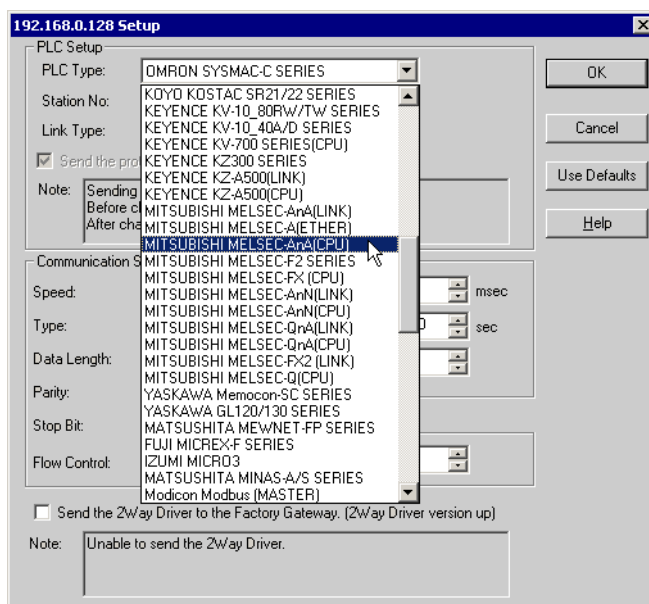 192.168.0.128 Setup
PLC Setup
PLC Type:
OMRON SYSMAC-C SERIES
OK
Station No:
Link Type:
Cancel
Send the pro
Use Defaults
Note:
Sending
Before c
After cha
Help
KOYO KOSTAC SR21/22 SERIES
KEYENCE KV-10_80RW/TW SERIES
KEYENCE KV-10_40A/D SERIES
KEYENCE KV-700 SERIES(CPU)
KEYENCE KZ300 SERIES
KEYENCE KZ-A500(LINK)
KEYENCE KZ-A500(CPU)
MITSUBISHI MELSEC-AnA(LINK)
MITSUBISHI MELSEC-A(ETHER)
MITSUBISHI MELSEC-AnA(CPU)
MITSUBISHI MELSEC-F2 SERIES
MITSUBISHI MELSEC-FX (CPU)
MITSUBISHI MELSEC-AnN(LINK)
MITSUBISHI MELSEC-AnN(CPU)
MITSUBISHI MELSEC-QnA(LINK)
MITSUBISHI MELSEC-QnA(CPU)
MITSUBISHI MELSEC-FX2 (LINK)
MITSUBISHI MELSEC-Q(CPU)
YASKAWA Memocon-SC SERIES
YASKAWA GL120/130 SERIES
MATSUSHITA MEWNET-FP SERIES
FUJI MICREX-F SERIES
IZUMI MICRO3
MATSUSHITA MINAS-A/S SERIES
Modicon Modbus (MASTER)
Communication S
Speed:
msec
Type:
0
sec
Data Length:
Parity:
Stop Bit:
Flow Control:
Send the 2Way Driver to the Factory Gateway. (2Way Driver version up)
Note:
Unable to send the 2Way Driver.